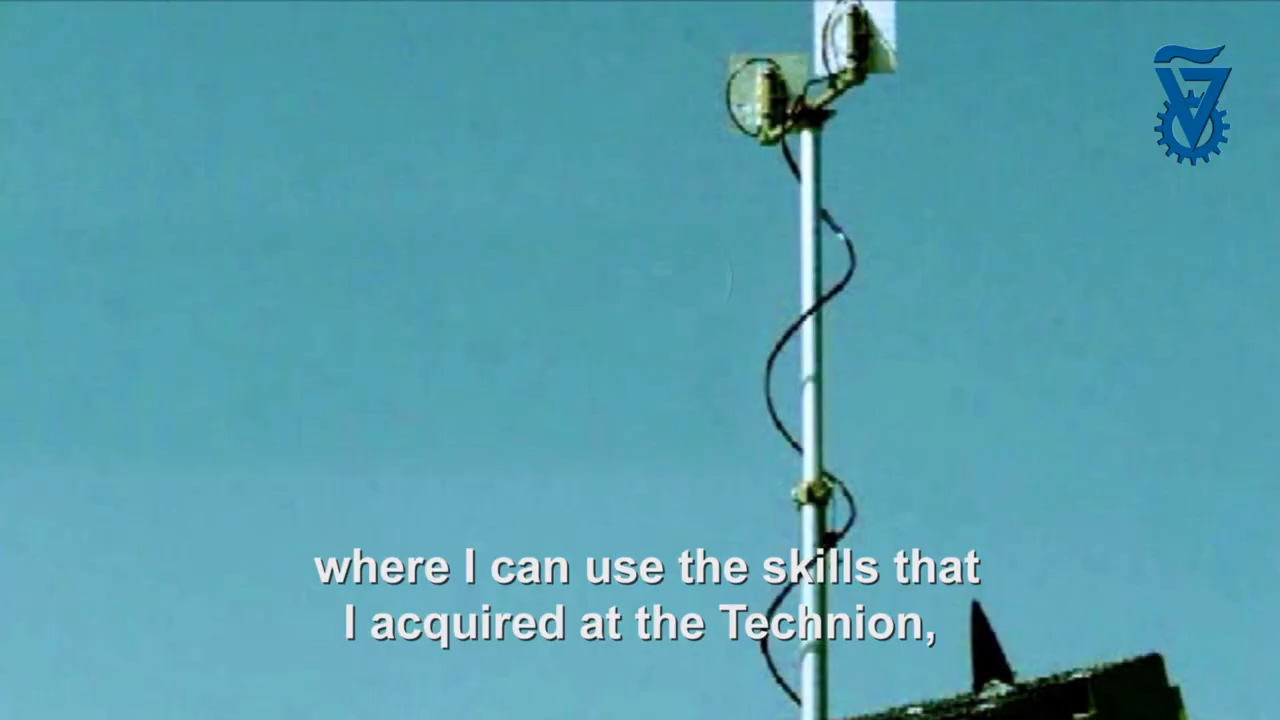 where I can use the skills that
I acquired at the Technion,